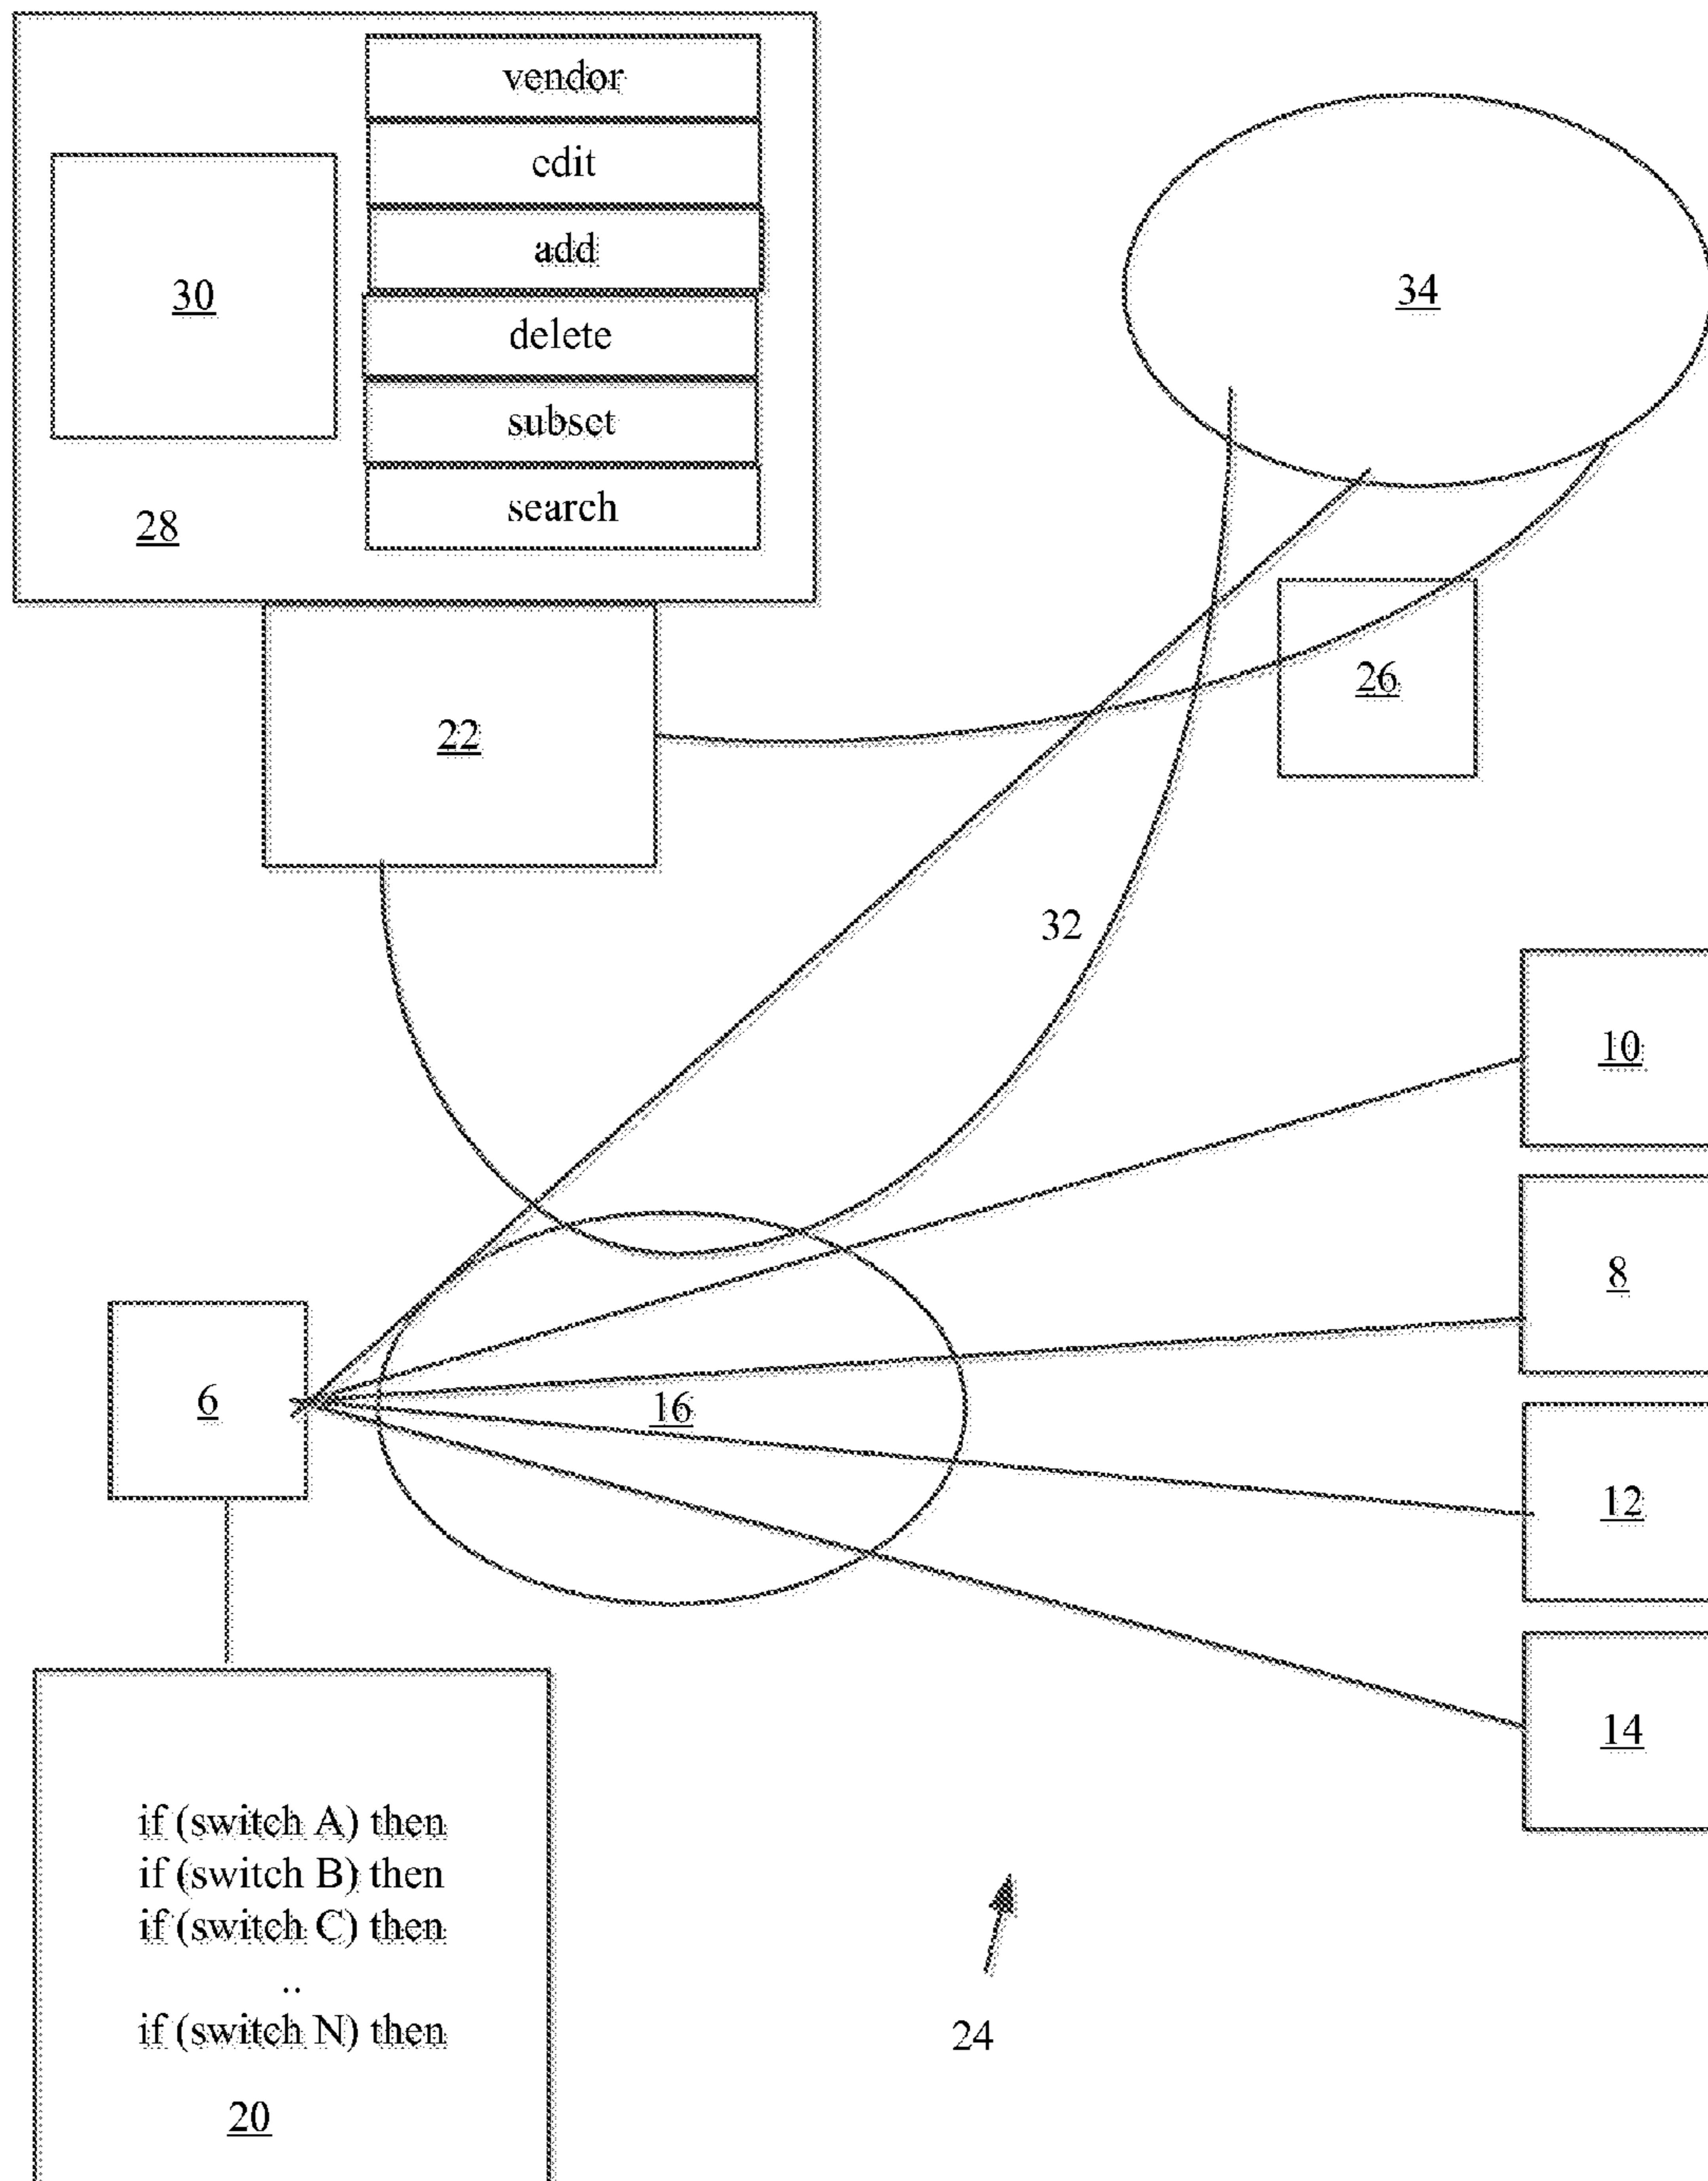 vendor
edit
add
delete
subset
search
30
28
34
22
26
32
10
8
6
16
12
14
if (switch A) then
if (switch B) then
if (switch C) then
..
if (switch N) then
20
24